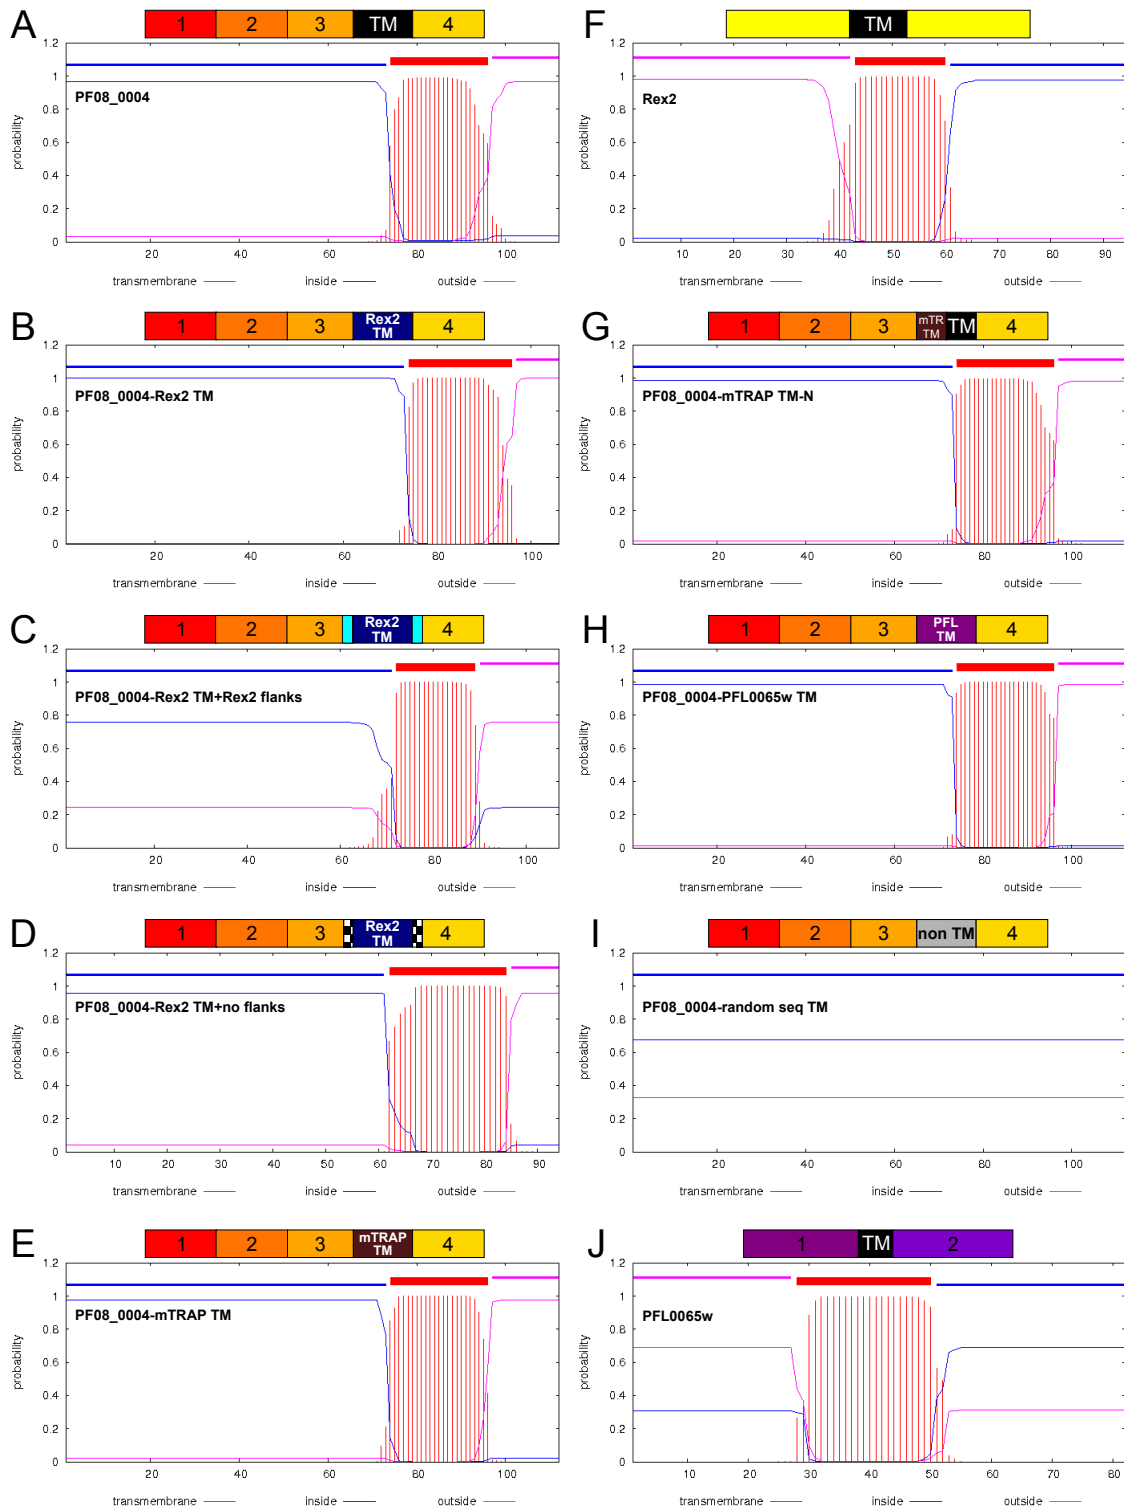 A
1 2 3 TM 4
1.2
1
0.8
0.6
0.4
0.2
0
probability
PF08_0004
20 40 60 80 100
transmembrane inside outside
B
1 2 3 Rex2 TM 4
1.2
1
0.8
0.6
0.4
0.2
0
probability
PF08_0004-Rex2 TM
20 40 60 80 100
transmembrane inside outside
C
1 2 3 Rex2 TM 4
1.2
1
0.8
0.6
0.4
0.2
0
probability
PF08_0004-Rex2 TM+Rex2 flanks
20 40 60 80 100
transmembrane inside outside
D
1 2 3 Rex2 TM 4
1.2
1
0.8
0.6
0.4
0.2
0
probability
PF08_0004-Rex2 TM+no flanks
10 20 30 40 50 60 70 80 90
transmembrane inside outside
E
1 2 3 mTRAP TM 4
1.2
1
0.8
0.6
0.4
0.2
0
probability
PF08_0004-mTRAP TM
20 40 60 80 100
transmembrane inside outside
F
TM
1.2
1
0.8
0.6
0.4
0.2
0
probability
Rex2
10 20 30 40 50 60 70 80 90
transmembrane inside outside
G
1 2 3 mTR TM TM 4
1.2
1
0.8
0.6
0.4
0.2
0
probability
PF08_0004-mTRAP TM-N
20 40 60 80 100
transmembrane inside outside
H
1 2 3 PFL TM 4
1.2
1
0.8
0.6
0.4
0.2
0
probability
PF08_0004-PFL0065w TM
20 40 60 80 100
transmembrane inside outside
I
1 2 3 non TM 4
1.2
1
0.8
0.6
0.4
0.2
0
probability
PF08_0004-random seq TM
20 40 60 80 100
transmembrane inside outside
J
1 TM 2
1.2
1
0.8
0.6
0.4
0.2
0
probability
PFL0065w
10 20 30 40 50 60 70 80
transmembrane inside outside